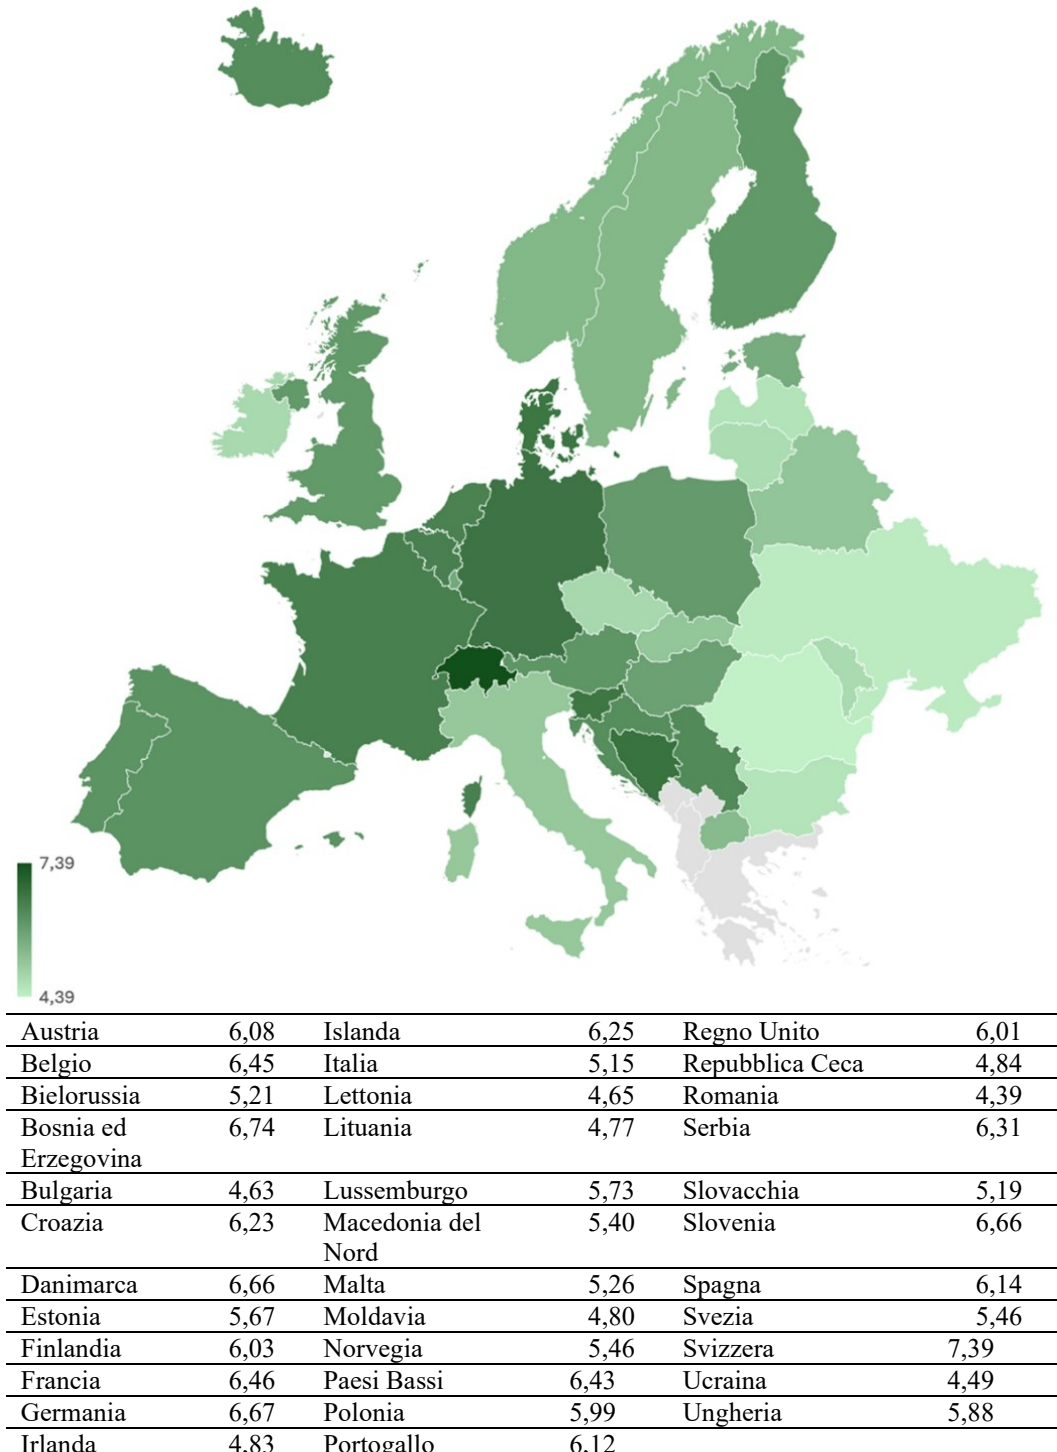 7,39
4,39
Austria 6,08 Islanda 6,25 Regno Unito 6,01
Belgio 6,45 Italia 5,15 Repubblica Ceca 4,84
Bielorussia 5,21 Lettonia 4,65 Romania 4,39
Bosnia ed 6,74 Lituania 4,77 Serbia 6,31
Erzegovina
Bulgaria 4,63 Lussemburgo 5,73 Slovacchia 5,19
Croazia 6,23 Macedonia del 5,40 Slovenia 6,66
Nord
Danimarca 6,66 Malta 5,26 Spagna 6,14
Estonia 5,67 Moldavia 4,80 Svezia 5,46
Finlandia 6,03 Norvegia 5,46 Svizzera 7,39
Francia 6,46 Paesi Bassi 6,43 Ucraina 4,49
Germania 6,67 Polonia 5,99 Ungheria 5,88
Irlanda 4,83 Portogallo 6,12